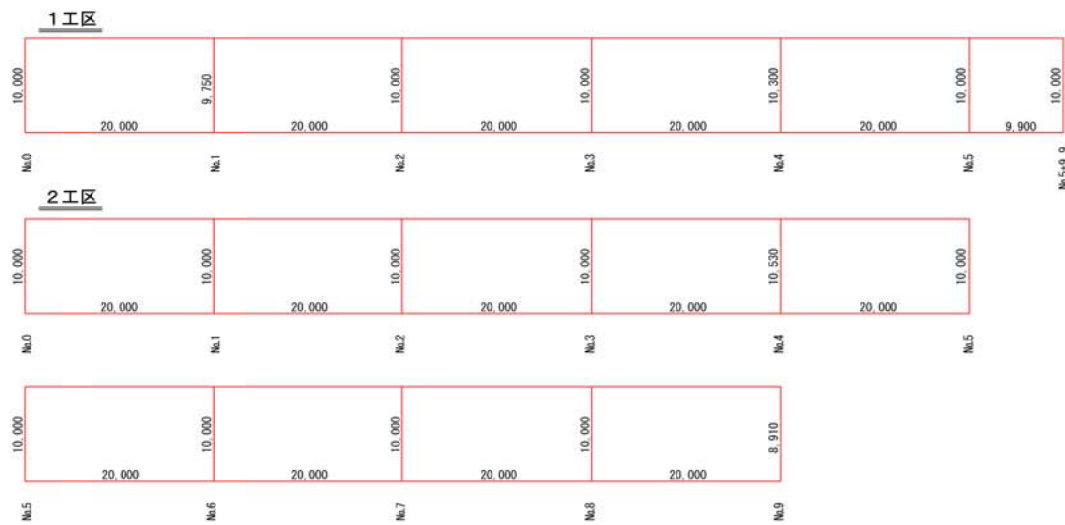 1工区
10,000 9,750 10,000 10,000 10,300 10,000 10,000
20,000 20,000 20,000 20,000 20,000 9,900
No.0 No.1 No.2 No.3 No.4 No.5 No.5+9.9
2工区
10,000 10,000 10,000 10,000 10,530 10,000
20,000 20,000 20,000 20,000 20,000
No.0 No.1 No.2 No.3 No.4 No.5
10,000 10,000 10,000 10,000 8,910
20,000 20,000 20,000 20,000
No.5 No.6 No.7 No.8 No.9